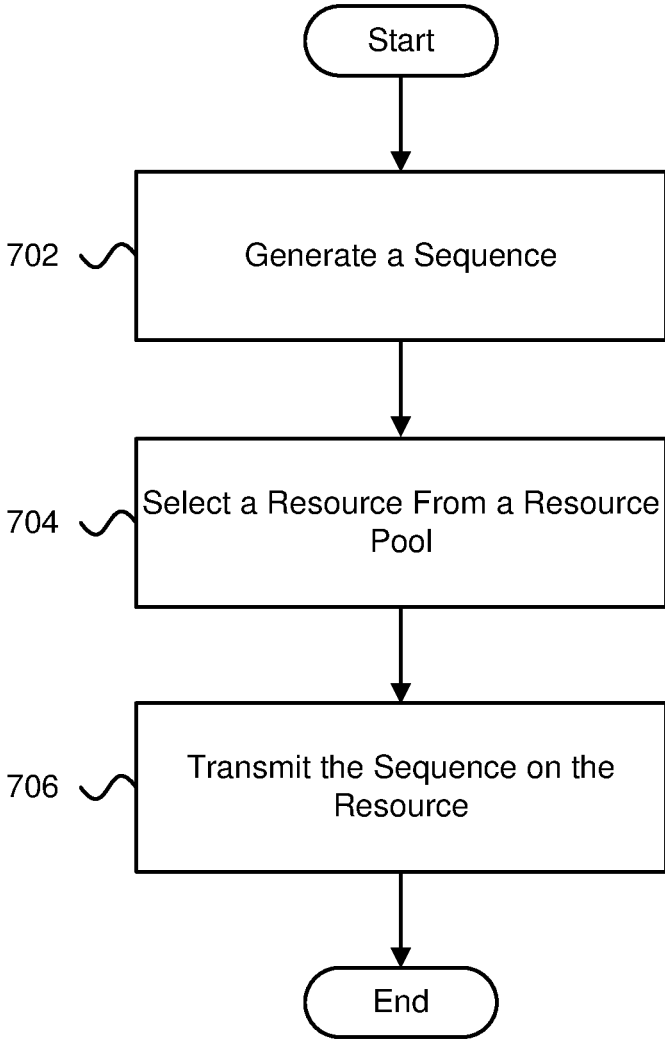 Start
702
Generate a Sequence
704
Select a Resource From a Resource
Pool
706
Transmit the Sequence on the
Resource
End